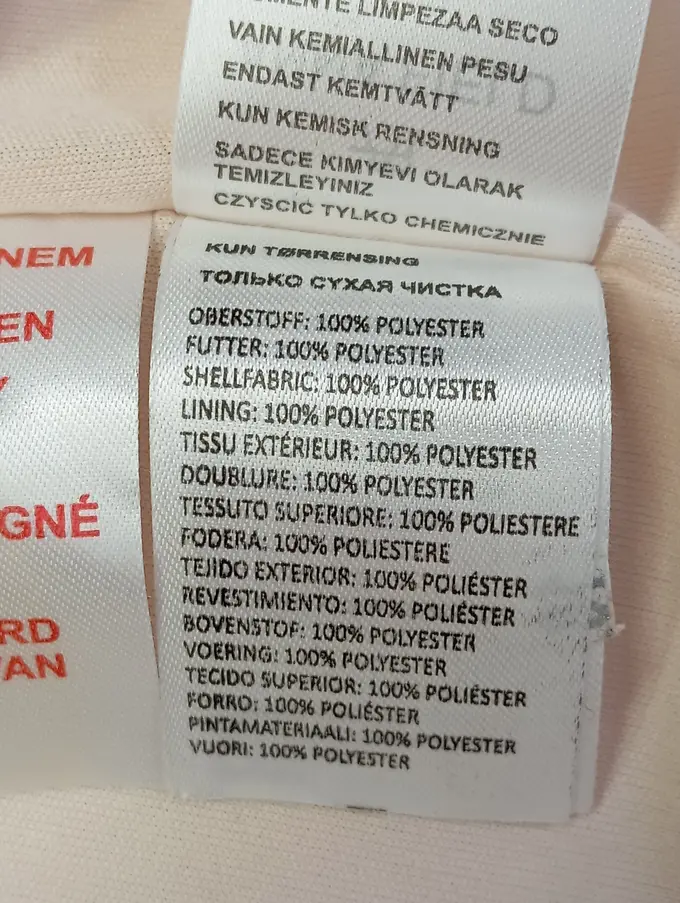 LIMPEZAA SECO
VAIN KEMIALLINEN PESU
ENDAST KEMTVÄTT
KUN KEMISK RENSNING
SADECE KIMYEVI OLARAK
TEMIZLEYINIZ
CZYSCIĆ TYLKO CHEMICZNIE
KUN TØRRENSING
ТОЛЬКО СУХАЯ ЧИСТКА
OBERSTOFF: 100% POLYESTER
FUTTER: 100% POLYESTER
SHELLFABRIC: 100% POLYESTER
LINING: 100% POLYESTER
TISSU EXTÉRIEUR: 100% POLYESTER
DOUBLURE: 100% POLYESTER
TESSUTO SUPERIORE: 100% POLIESTERE
FODERA: 100% POLIESTERE
TEJIDO EXTERIOR: 100% POLIÉSTER
REVESTIMIENTO: 100% POLIÉSTER
BOVENSTOF: 100% POLYESTER
VOERING: 100% POLYESTER
TECIDO SUPERIOR: 100% POLIÉSTER
FORRO: 100% POLIÉSTER
PINTAMATERIAALI: 100% POLYESTER
VUORI: 100% POLYESTER
NEM
EN
GNÉ
RD
VAN